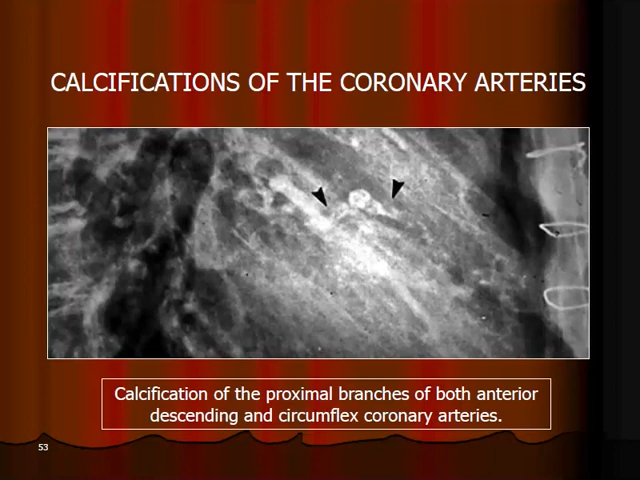 CALCIFICATIONS OF THE CORONARY ARTERIES
Calcification of the proximal branches of both anterior
descending and circumflex coronary arteries.
53